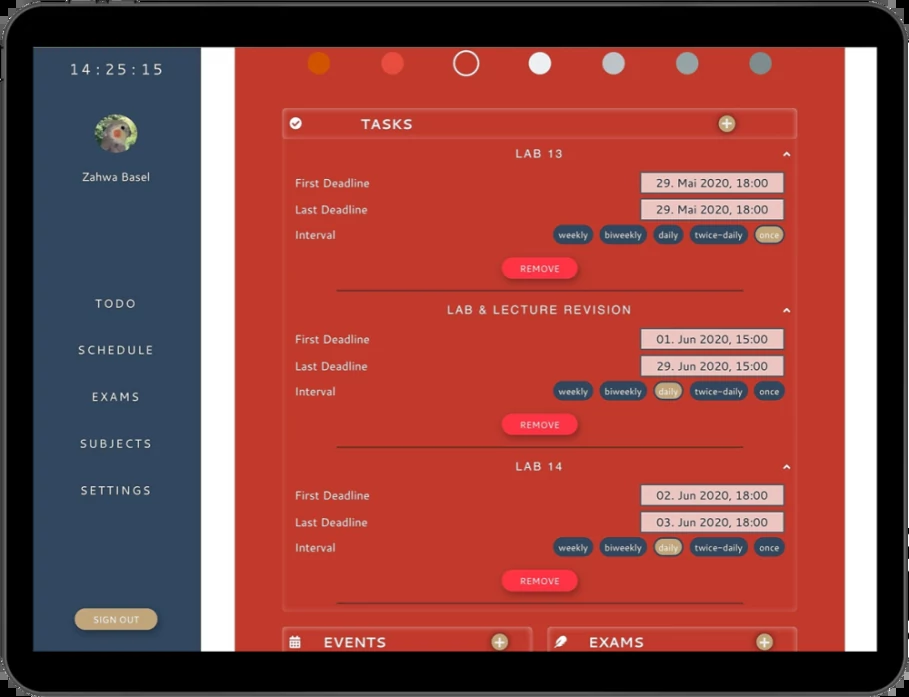 14:25:15
Zahwa Basel
TODO
SCHEDULE
EXAMS
SUBJECTS
SETTINGS
SIGN OUT
TASKS
LAB 13
First Deadline 29. Mai 2020, 18:00
Last Deadline 29. Mai 2020, 18:00
Interval weekly biweekly daily twice-daily once
REMOVE
LAB & LECTURE REVISION
First Deadline 01. Jun 2020, 15:00
Last Deadline 29. Jun 2020, 15:00
Interval weekly biweekly daily twice-daily once
REMOVE
LAB 14
First Deadline 02. Jun 2020, 18:00
Last Deadline 03. Jun 2020, 18:00
Interval weekly biweekly daily twice-daily once
REMOVE
EVENTS EXAMS